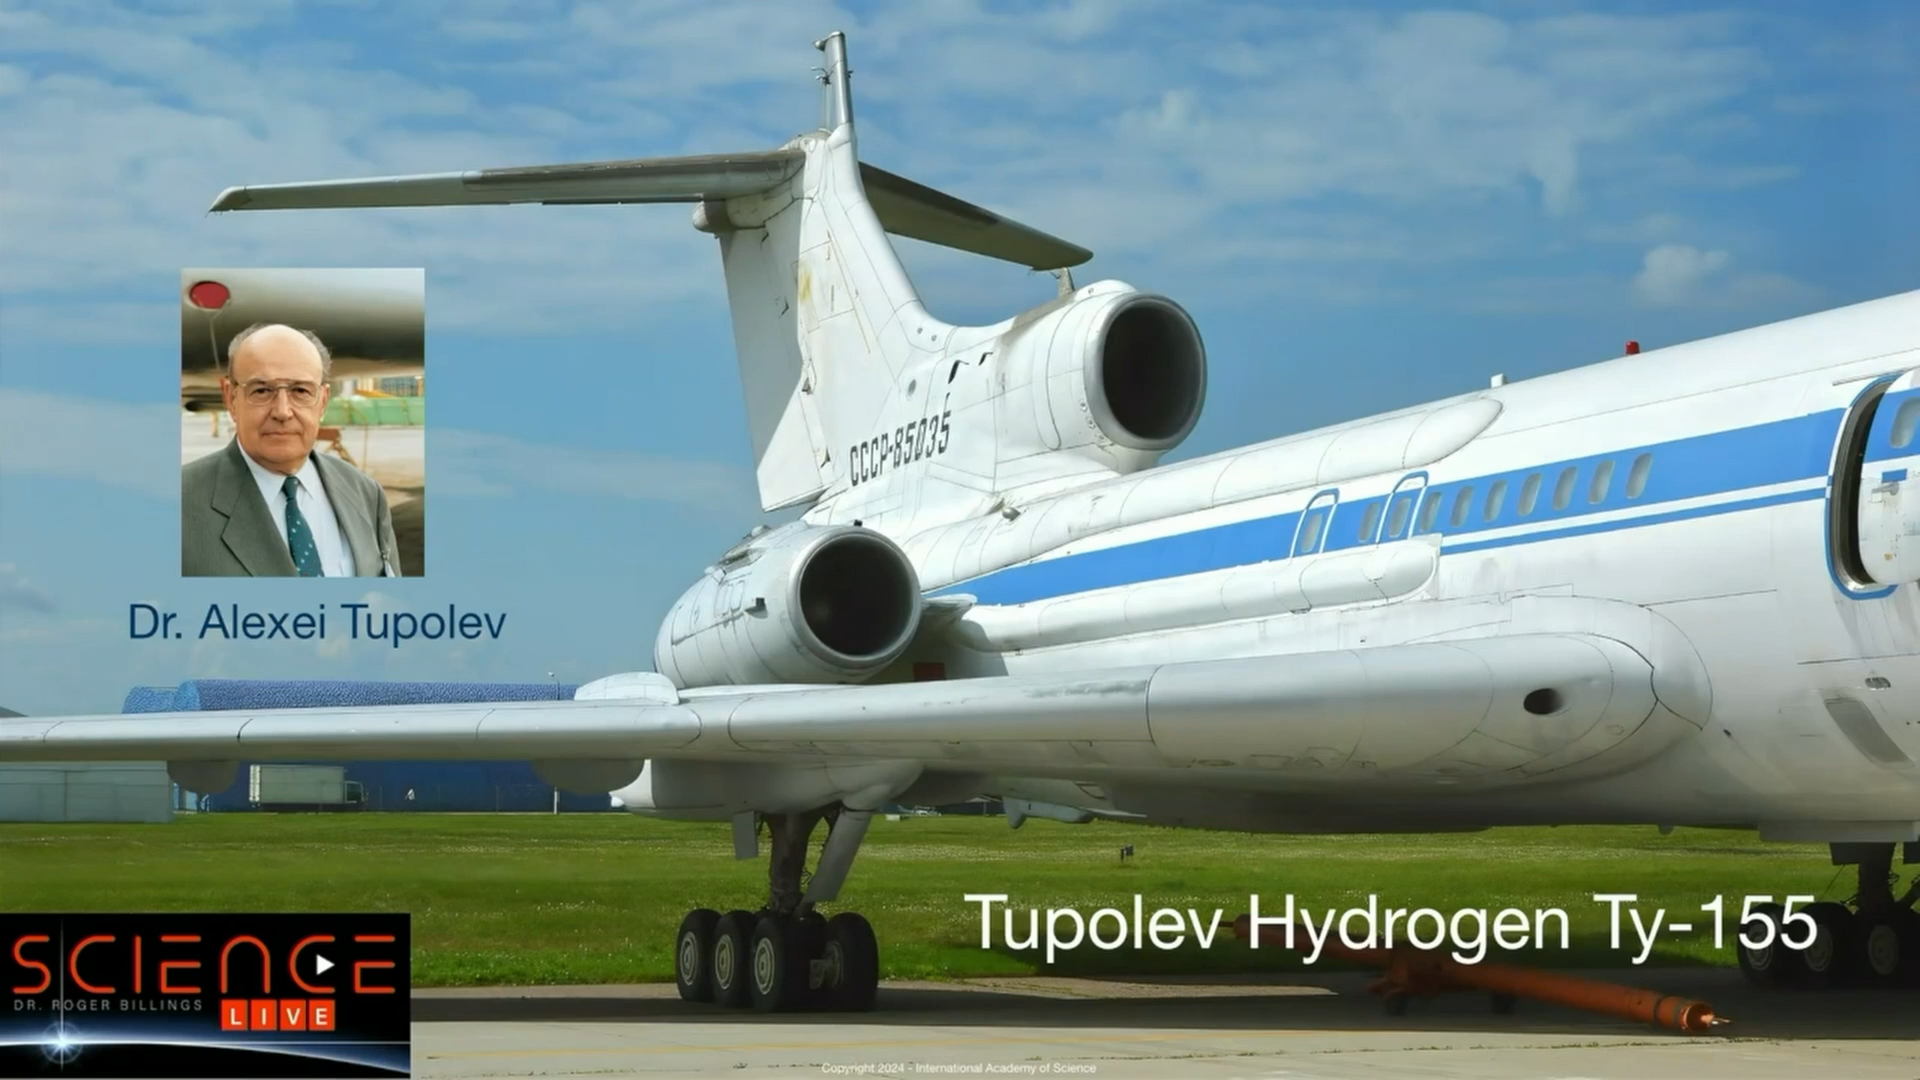 CCCP-85035
Dr. Alexei Tupolev
Tupolev Hydrogen Ty-155
SCIENCE
DR. ROGER BILLINGS
LIVE
Copyright 2024 - International Academy of Science